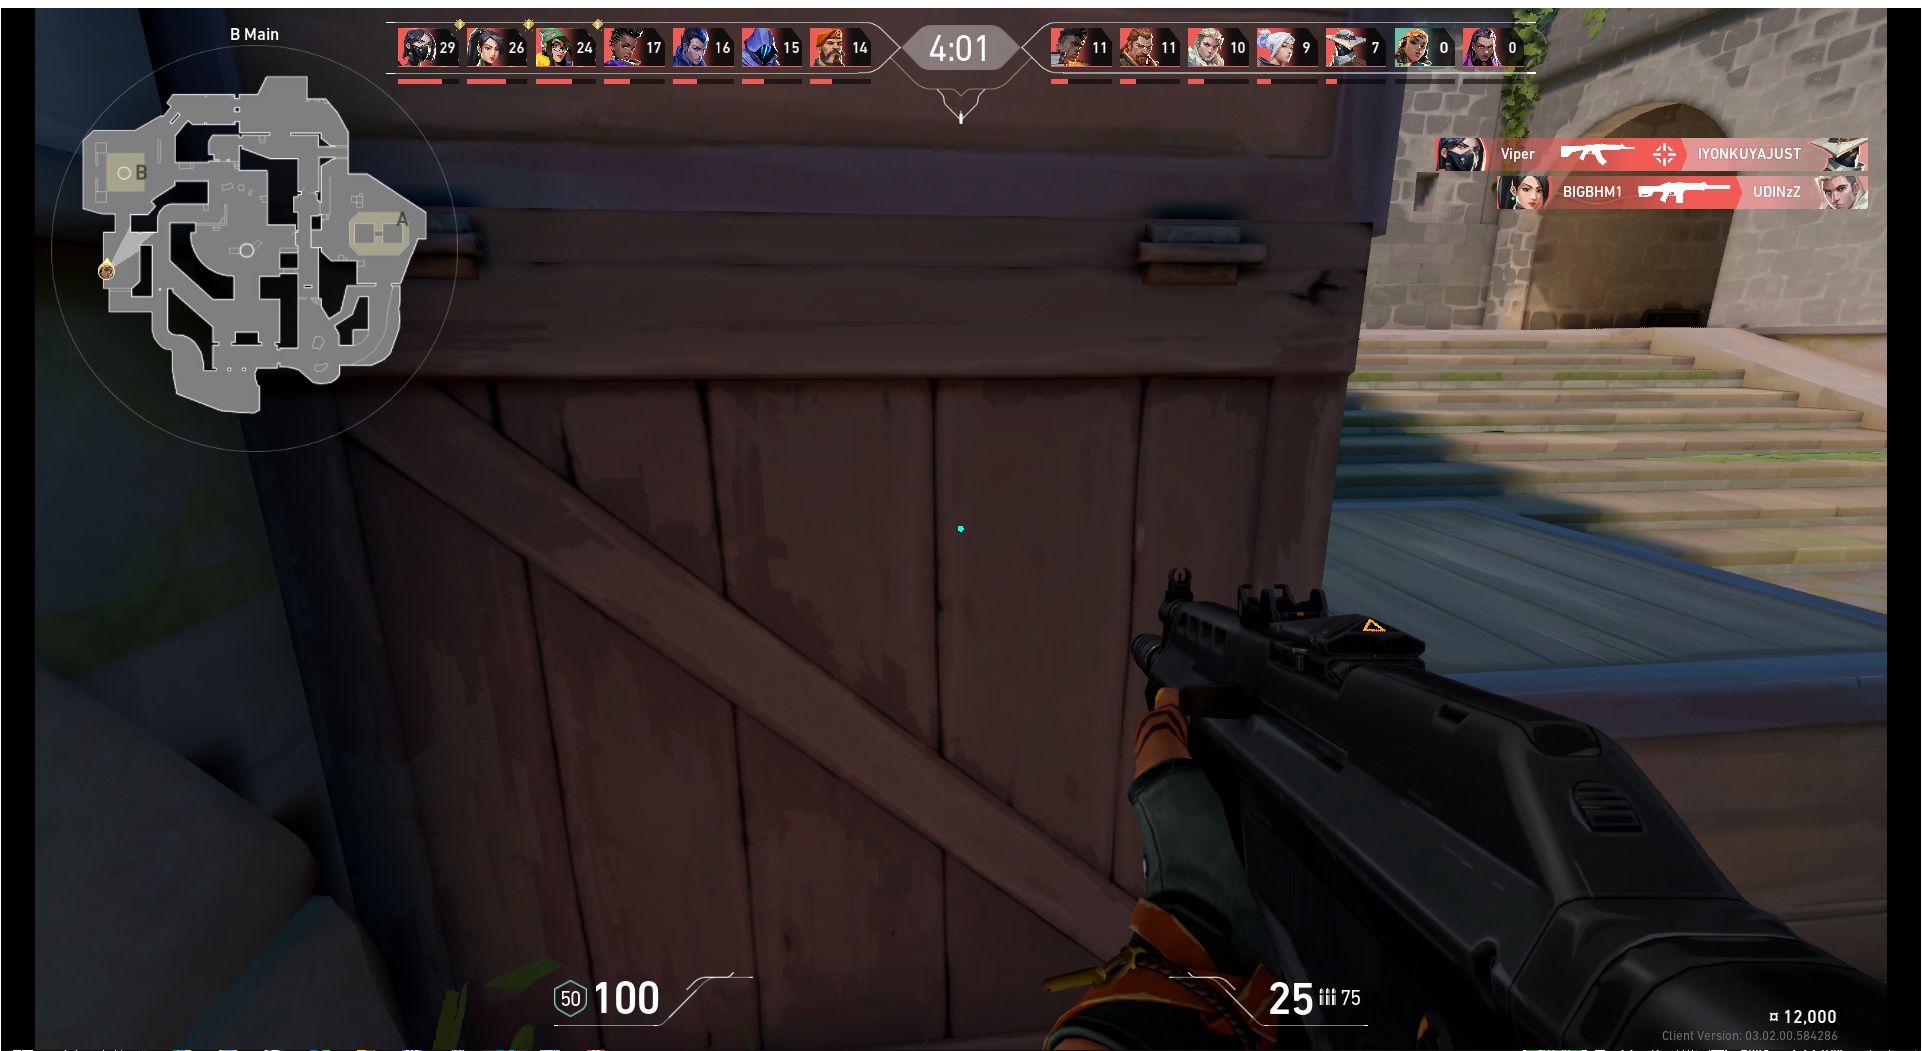 B Main
29 26 24 17 16 15 14 4:01 11 11 10 9 7 0 0
Viper IYONKUYAJUST
BIGBHM1 UDINzZ
B
A
50 100
25 75
¤ 12,000
Client Version: 03.02.00.584286